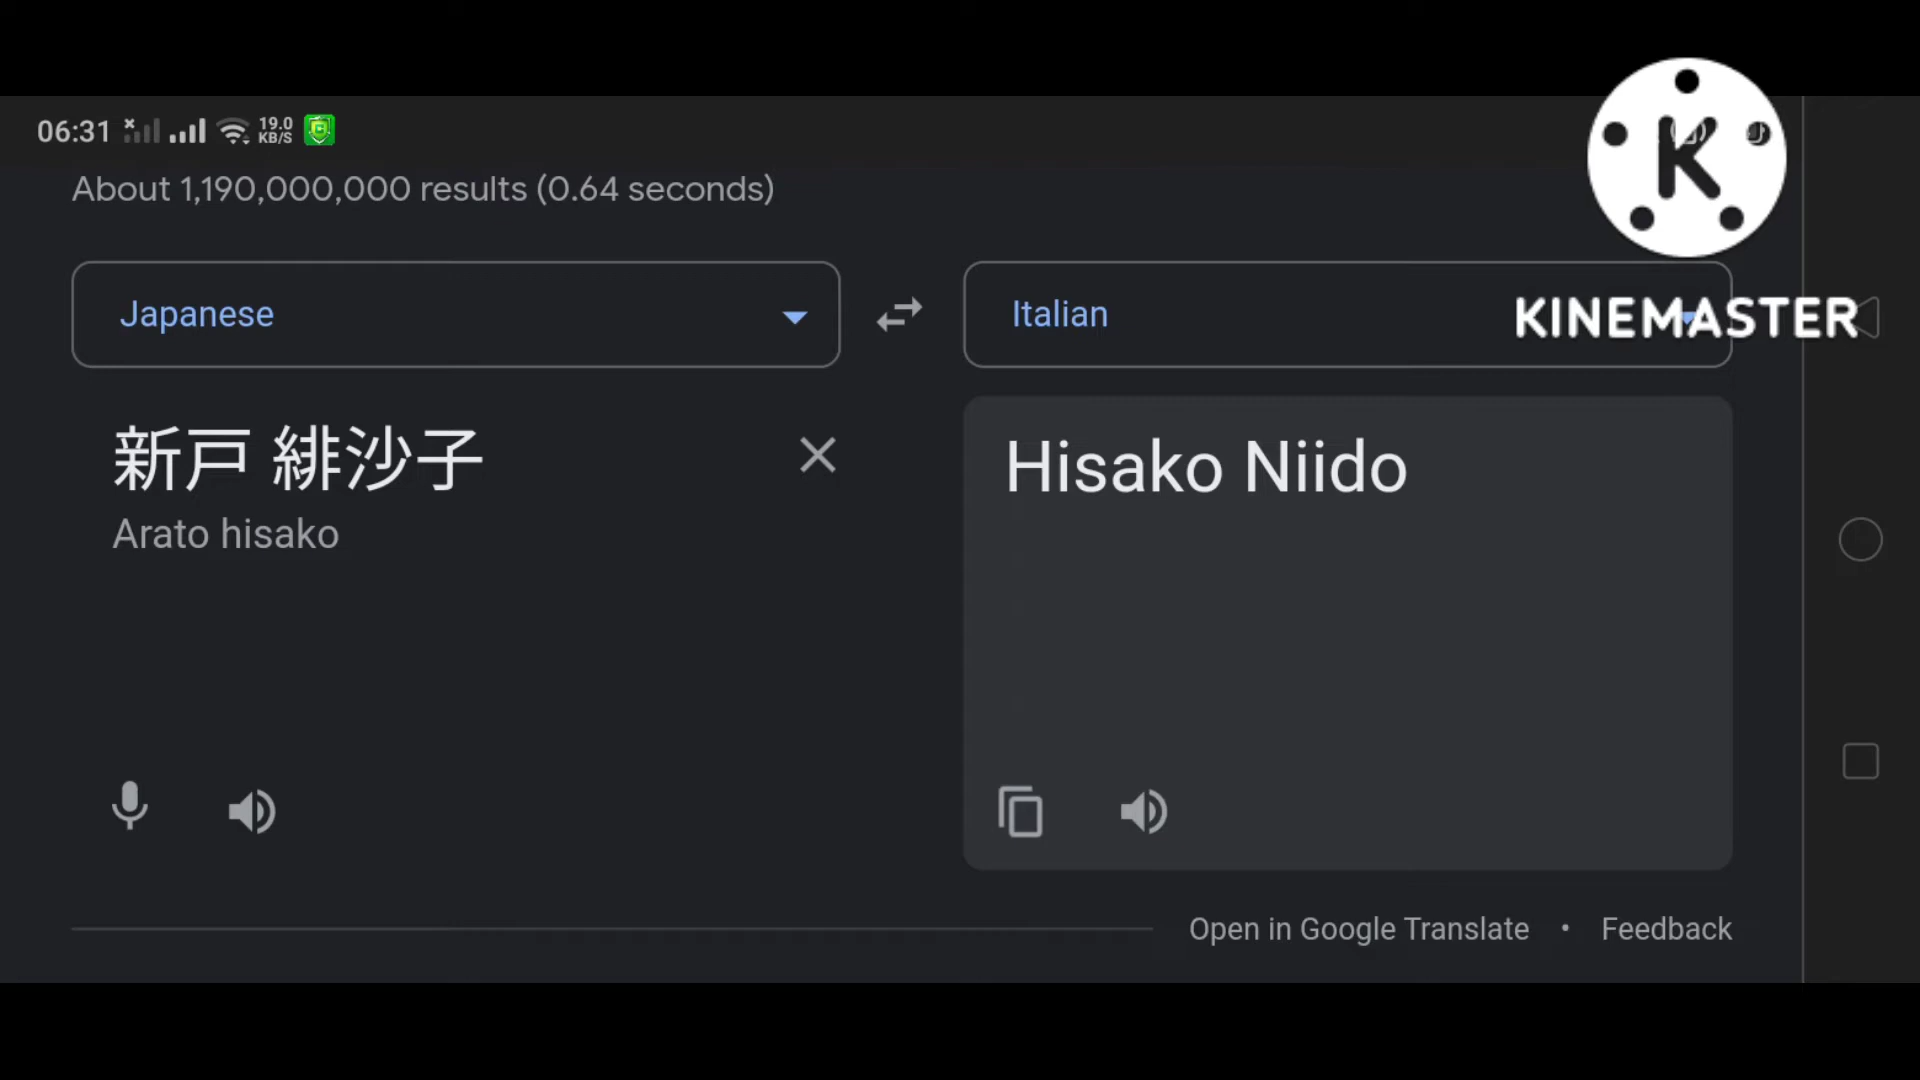 06:31 19.0 KB/S
About 1,190,000,000 results (0.64 seconds)
K
KINEMASTER
Japanese
Italian
新戸 緋沙子
Arato hisako
Hisako Niido
Open in Google Translate • Feedback